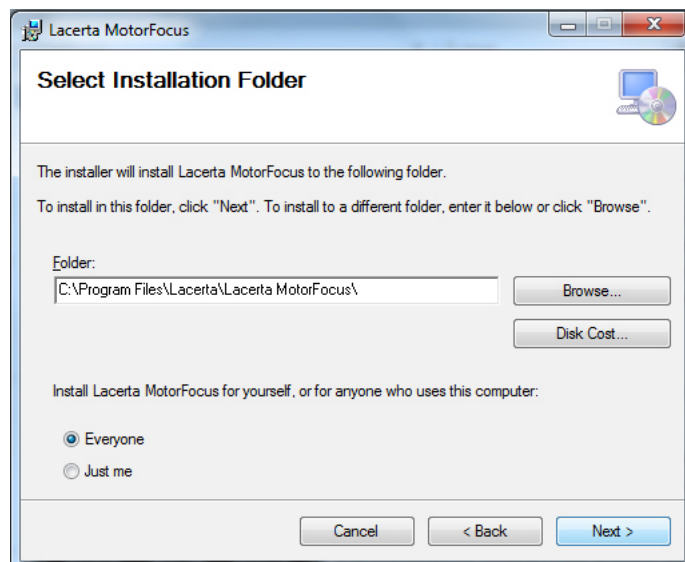 Lacerta MotorFocus
Select Installation Folder
The installer will install Lacerta MotorFocus to the following folder.
To install in this folder, click "Next". To install to a different folder, enter it below or click "Browse".
Folder:
C:\Program Files\Lacerta\Lacerta MotorFocus\
Browse...
Disk Cost...
Install Lacerta MotorFocus for yourself, or for anyone who uses this computer:
Everyone
Just me
Cancel
< Back
Next >